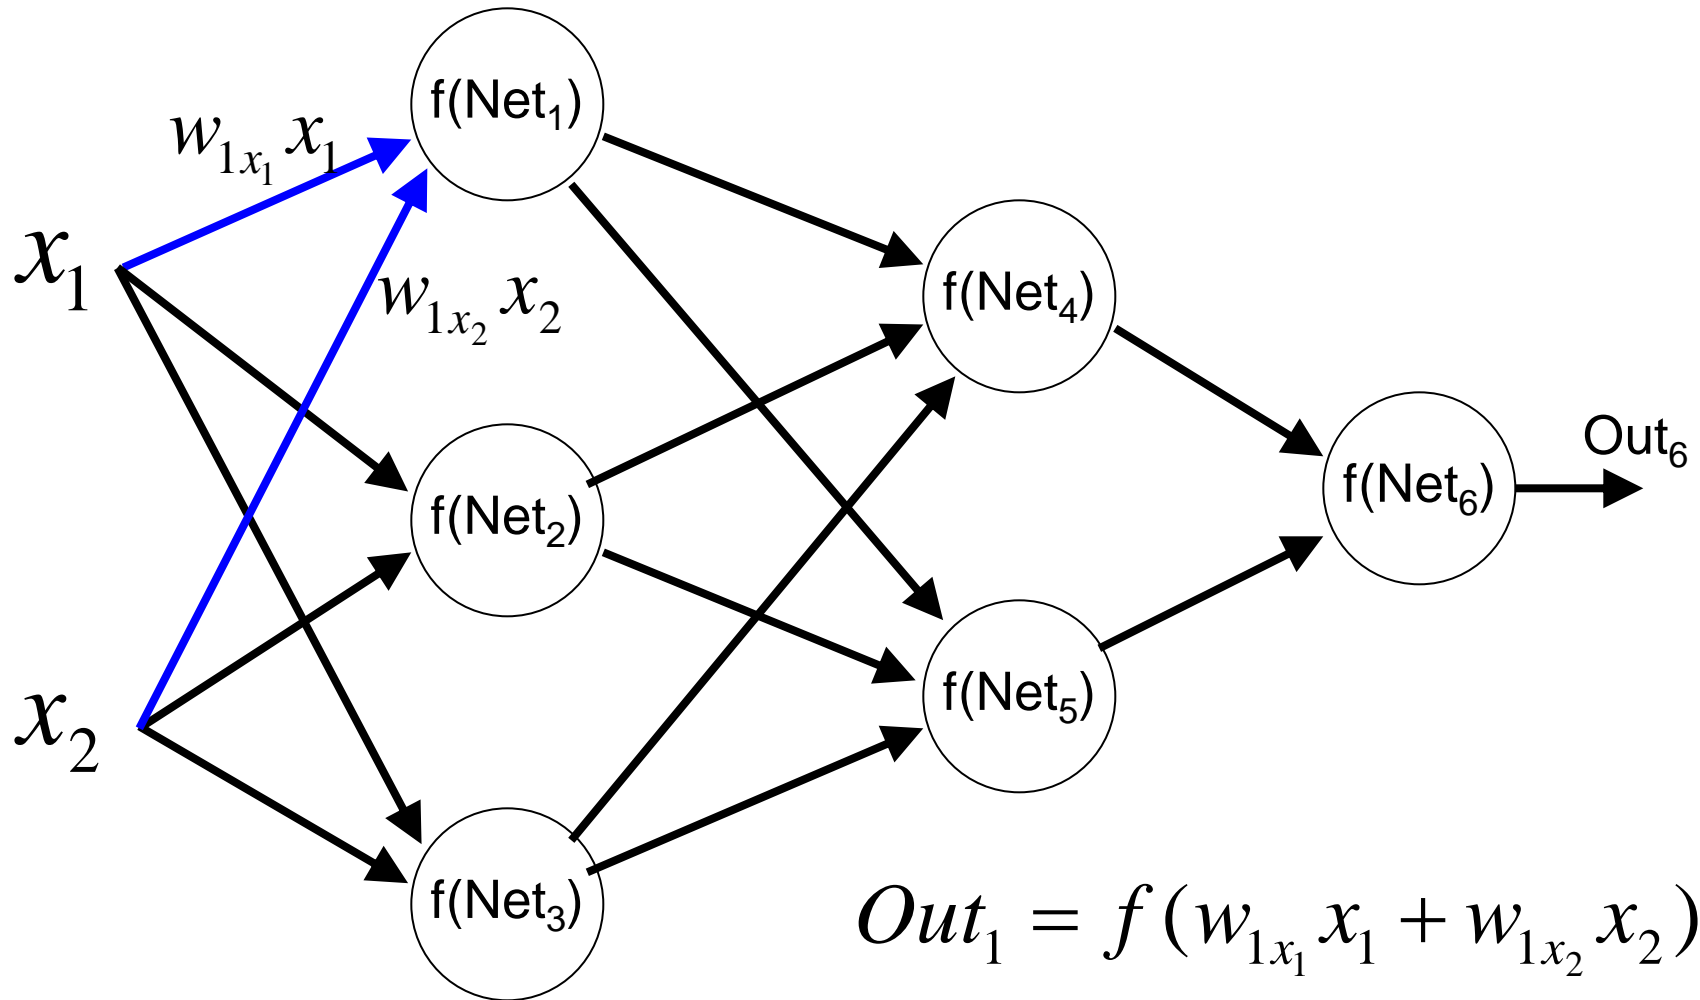 f(Net₁)
w₁ₓ₁ x₁
x₁
w₁ₓ₂ x₂
f(Net₄)
Out₆
f(Net₆)
f(Net₂)
f(Net₅)
x₂
f(Net₃)
Out₁ = f(w₁ₓ₁ x₁ + w₁ₓ₂ x₂)